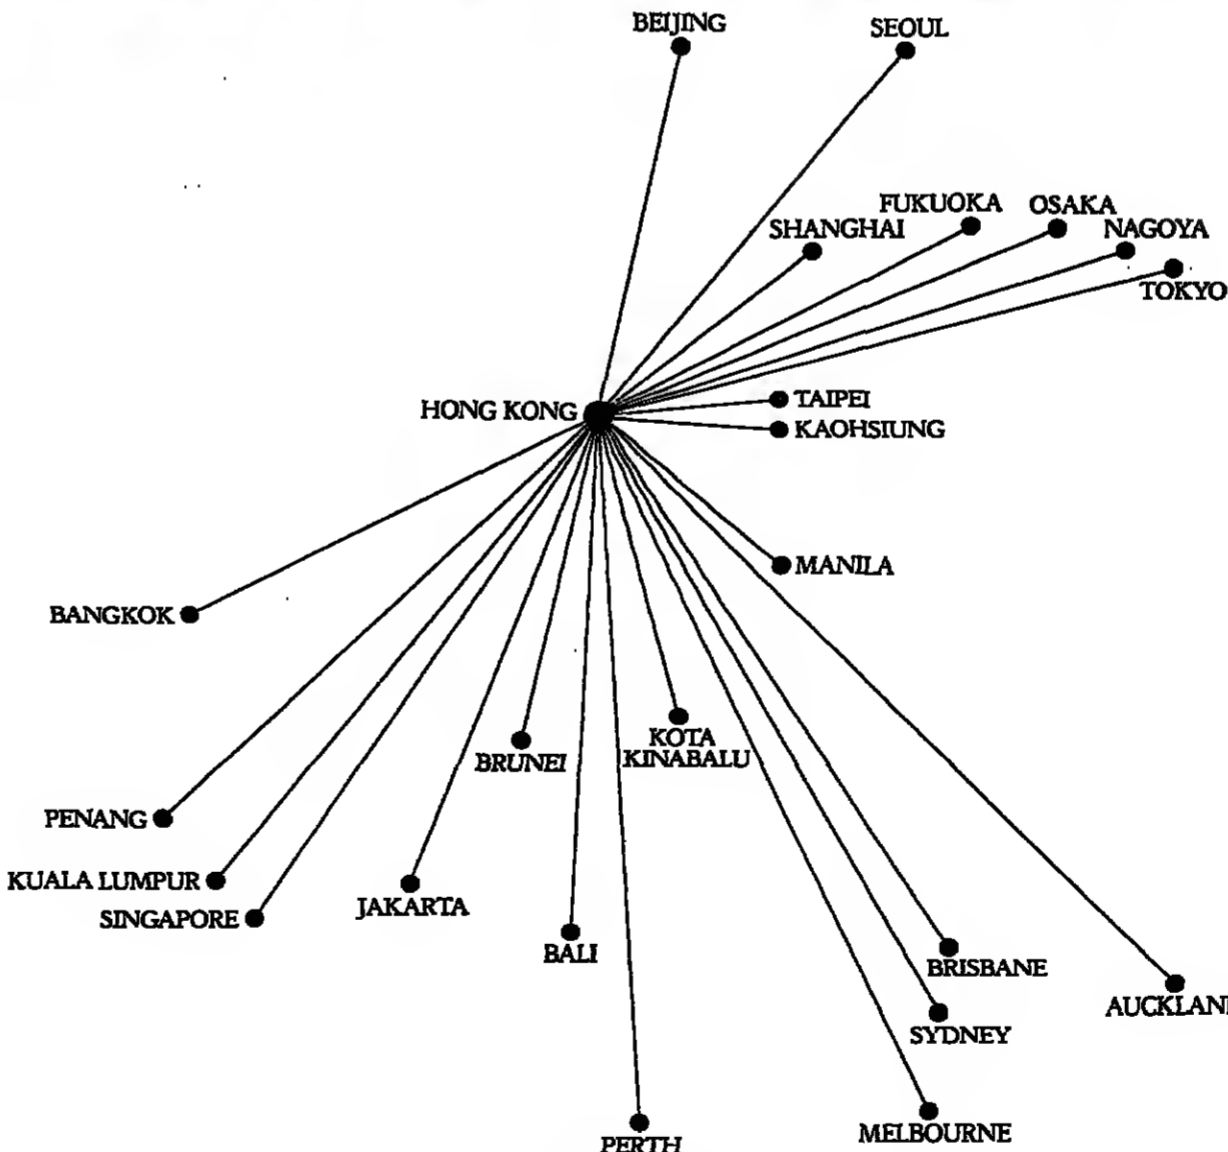 BEIJING
SEOUL
FUKUOKA
OSAKA
SHANGHAI
NAGOYA
TOKYO
HONG KONG
TAIPEI
KAOHSIUNG
MANILA
BANGKOK
KOTA
KINABALU
BRUNEI
PENANG
KUALA LUMPUR
SINGAPORE
JAKARTA
BALI
BRISBANE
AUCKLAN
SYDNEY
MELBOURNE
PERTH